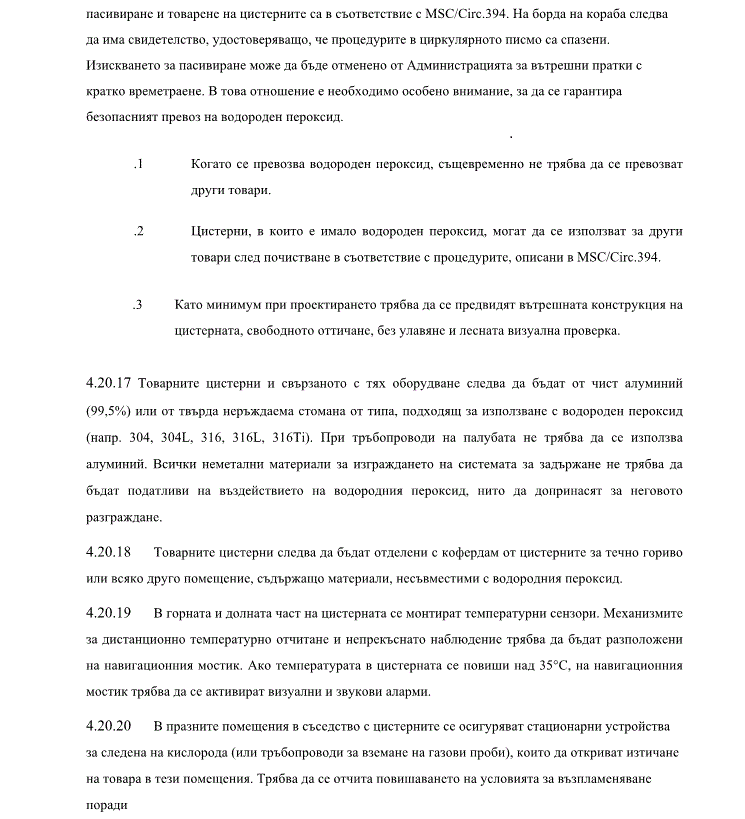 пасивиране и товарене на цистерните са в съответствие с MSC/Circ.394. На борда на кораба следва
да има свидетелство, удостоверяващо, че процедурите в циркулярното писмо са спазени.
Изискването за пасивиране може да бъде отменено от Администрацията за вътрешни пратки с
кратко времетраене. В това отношение е необходимо особено внимание, за да се гарантира
безопасният превоз на водороден пероксид.
.
.1 Когато се превозва водороден пероксид, същевременно не трябва да се превозват
други товари.
.2 Цистерни, в които е имало водороден пероксид, могат да се използват за други
товари след почистване в съответствие с процедурите, описани в MSC/Circ.394.
.3 Като минимум при проектирането трябва да се предвидят вътрешната конструкция на
цистерната, свободното оттичане, без улавяне и лесната визуална проверка.
4.20.17 Товарните цистерни и свързаното с тях оборудване следва да бъдат от чист алуминий
(99,5%) или от твърда неръждаема стомана от типа, подходящ за използване с водороден пероксид
(напр. 304, 304L, 316, 316L, 316Ti). При тръбопроводи на палубата не трябва да се използва
алуминий. Всички неметални материали за изграждането на системата за задържане не трябва да
бъдат податливи на въздействието на водородния пероксид, нито да допринасят за неговото
разграждане.
4.20.18 Товарните цистерни следва да бъдат отделени с кофердам от цистерните за течно гориво
или всяко друго помещение, съдържащо материали, несъвместими с водородния пероксид.
4.20.19 В горната и долната част на цистерната се монтират температурни сензори. Механизмите
за дистанционно температурно отчитане и непрекъснато наблюдение трябва да бъдат разположени
на навигационния мостик. Ако температурата в цистерната се повиши над 35°C, на навигационния
мостик трябва да се активират визуални и звукови аларми.
4.20.20 В празните помещения в съседство с цистерните се осигуряват стационарни устройства
за следена на кислорода (или тръбопроводи за вземане на газови проби), които да откриват изтичане
на товара в тези помещения. Трябва да се отчита повишаването на условията за възпламеняване
поради